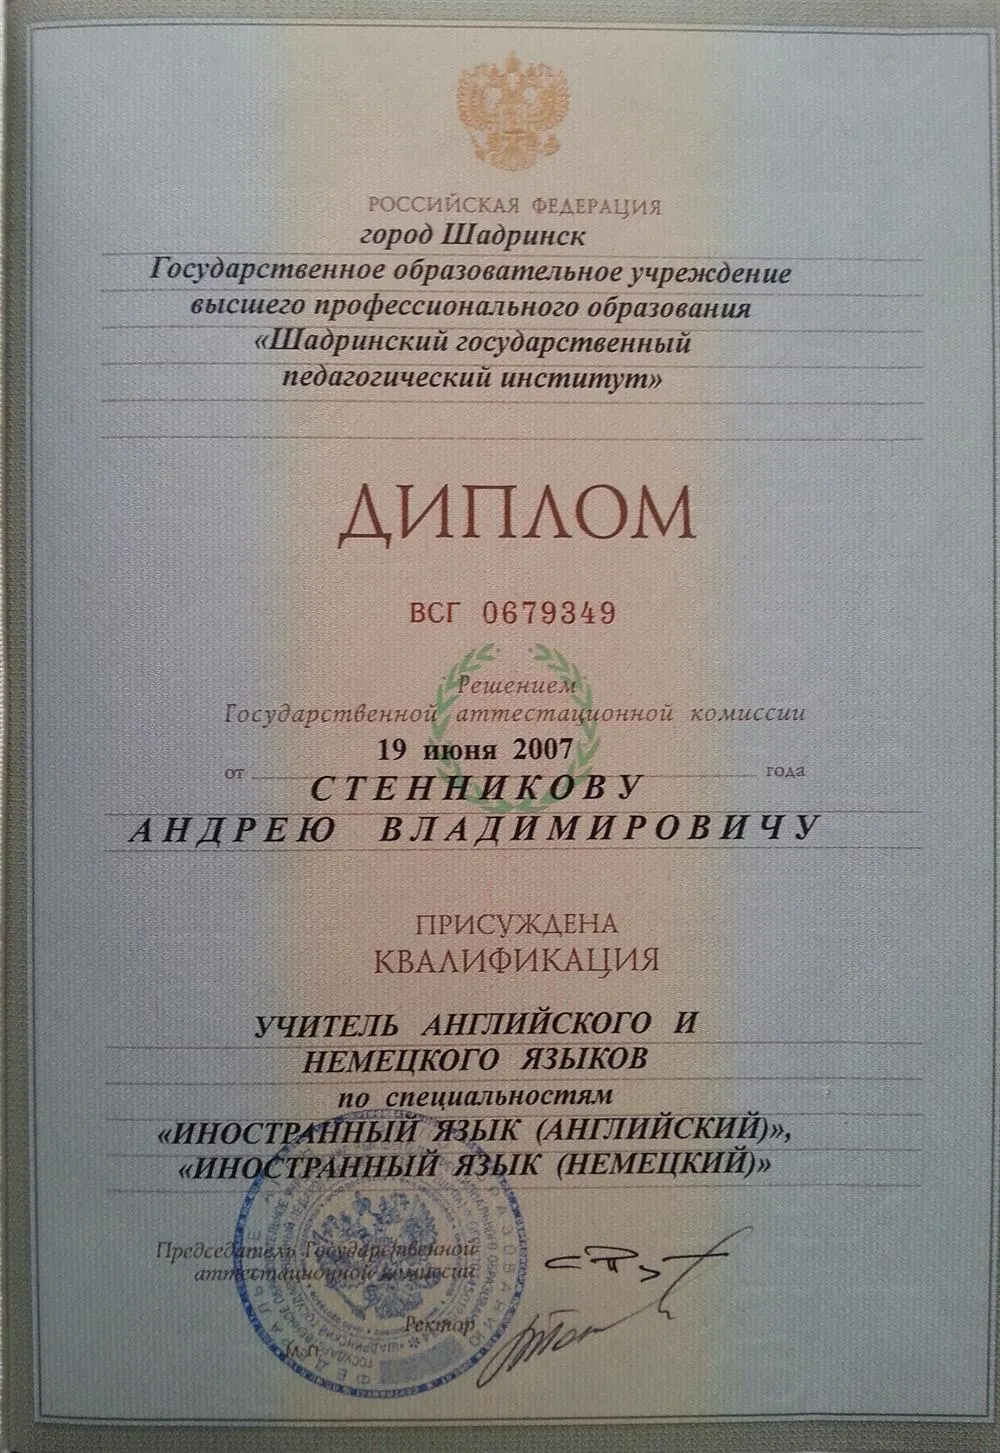 РОССИЙСКАЯ ФЕДЕРАЦИЯ
город Шадринск
Государственное образовательное учреждение
высшего профессионального образования
«Шадринский государственный
педагогический институт»
ДИПЛОМ
ВСГ 0679349
Решением
Государственной аттестационной комиссии
от 19 июня 2007 года
СТЕННИКОВУ
АНДРЕЮ ВЛАДИМИРОВИЧУ
ПРИСУЖДЕНА
КВАЛИФИКАЦИЯ
УЧИТЕЛЬ АНГЛИЙСКОГО И
НЕМЕЦКОГО ЯЗЫКОВ
по специальностям
«ИНОСТРАННЫЙ ЯЗЫК (АНГЛИЙСКИЙ)»,
«ИНОСТРАННЫЙ ЯЗЫК (НЕМЕЦКИЙ)»
Председатель Государственной
аттестационной комиссии
Ректор
М.П.